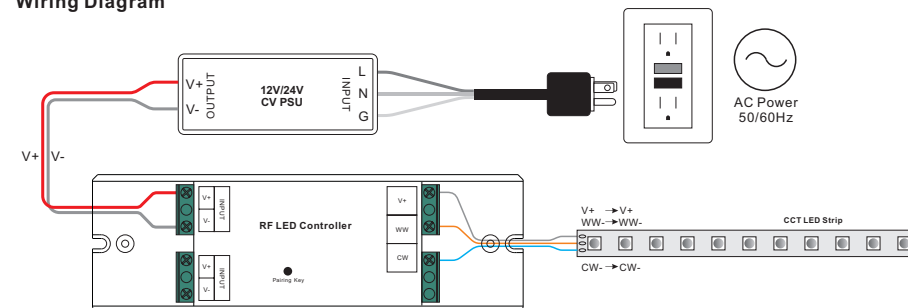 Wiring Diagram
V+
V-
OUTPUT
12V/24V
CV PSU
INPUT
L
N
G
AC Power
50/60Hz
V+
V-
V+
V-
INPUT
RF LED Controller
V+
WW
CW
V+
V-
INPUT
Pairing Key
V+ →V+
WW-→WW-
CW-→CW-
CCT LED Strip